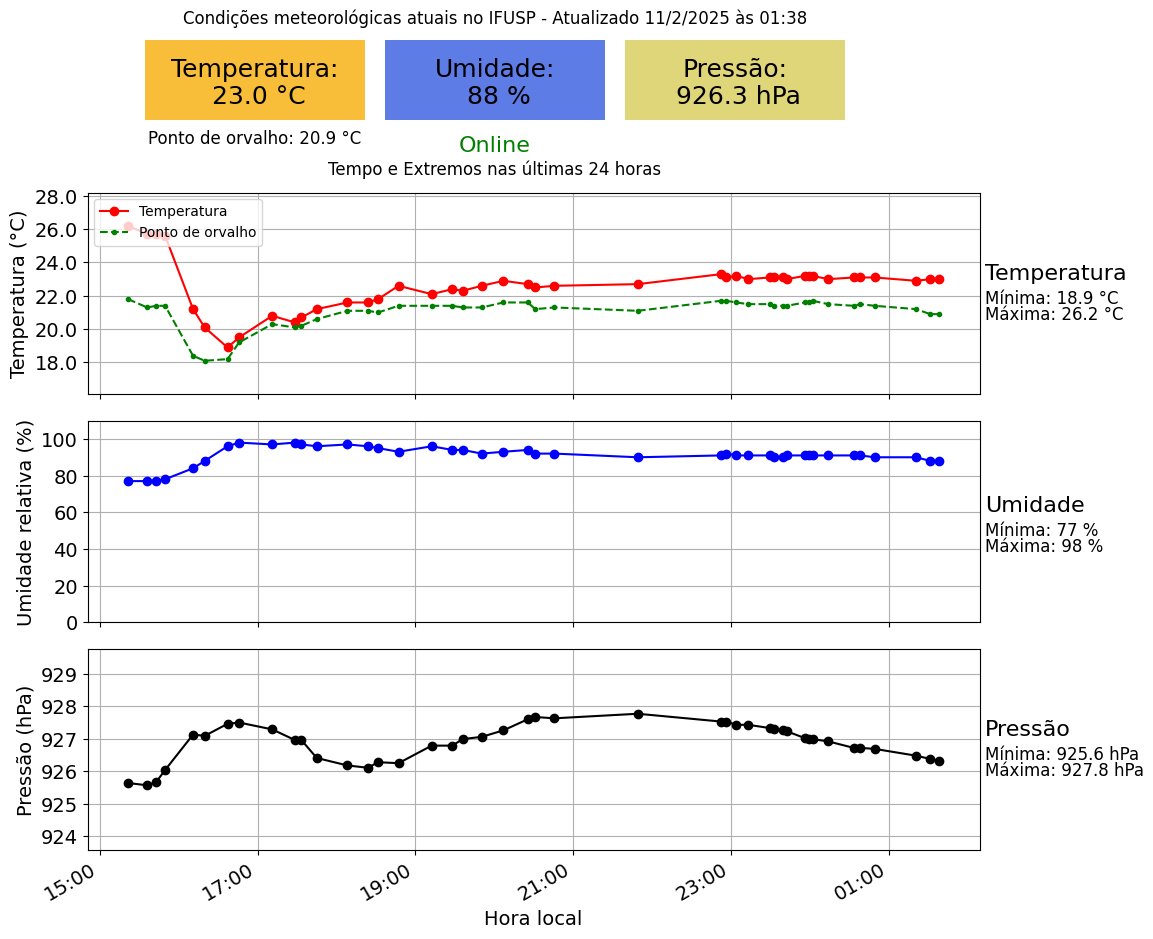 Condições meteorológicas atuais no IFUSP - Atualizado 11/2/2025 às 01:38
Temperatura:
23.0 °C
Umidade:
88 %
Pressão:
926.3 hPa
Ponto de orvalho: 20.9 °C
Online
Tempo e Extremos nas últimas 24 horas
Temperatura (°C)
28.0
26.0
24.0
22.0
20.0
18.0
Temperatura
Ponto de orvalho
Temperatura
Mínima: 18.9 °C
Máxima: 26.2 °C
Umidade relativa (%)
100
80
60
40
20
0
Umidade
Mínima: 77 %
Máxima: 98 %
Pressão (hPa)
929
928
927
926
925
924
Pressão
Mínima: 925.6 hPa
Máxima: 927.8 hPa
15:00
17:00
19:00
21:00
23:00
01:00
Hora local